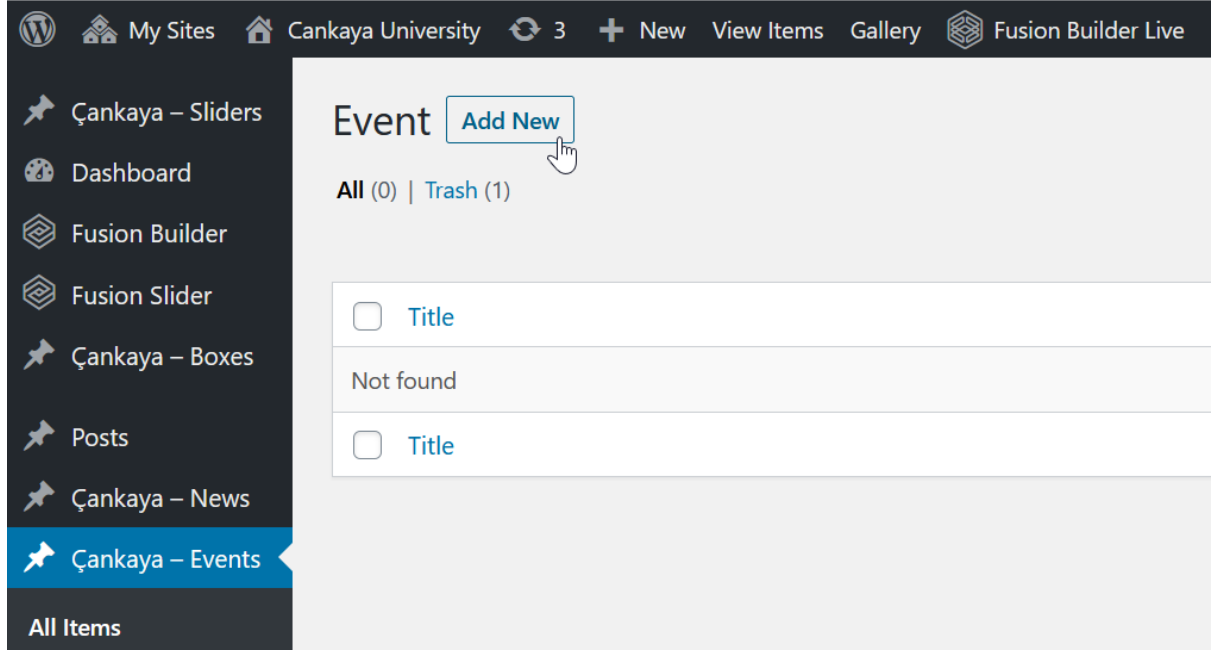 My Sites Cankaya University 3 New View Items Gallery Fusion Builder Live
Çankaya – Sliders
Dashboard
Fusion Builder
Fusion Slider
Çankaya – Boxes
Posts
Çankaya – News
Çankaya – Events
All Items
Event Add New
All (0) | Trash (1)
Title
Not found
Title